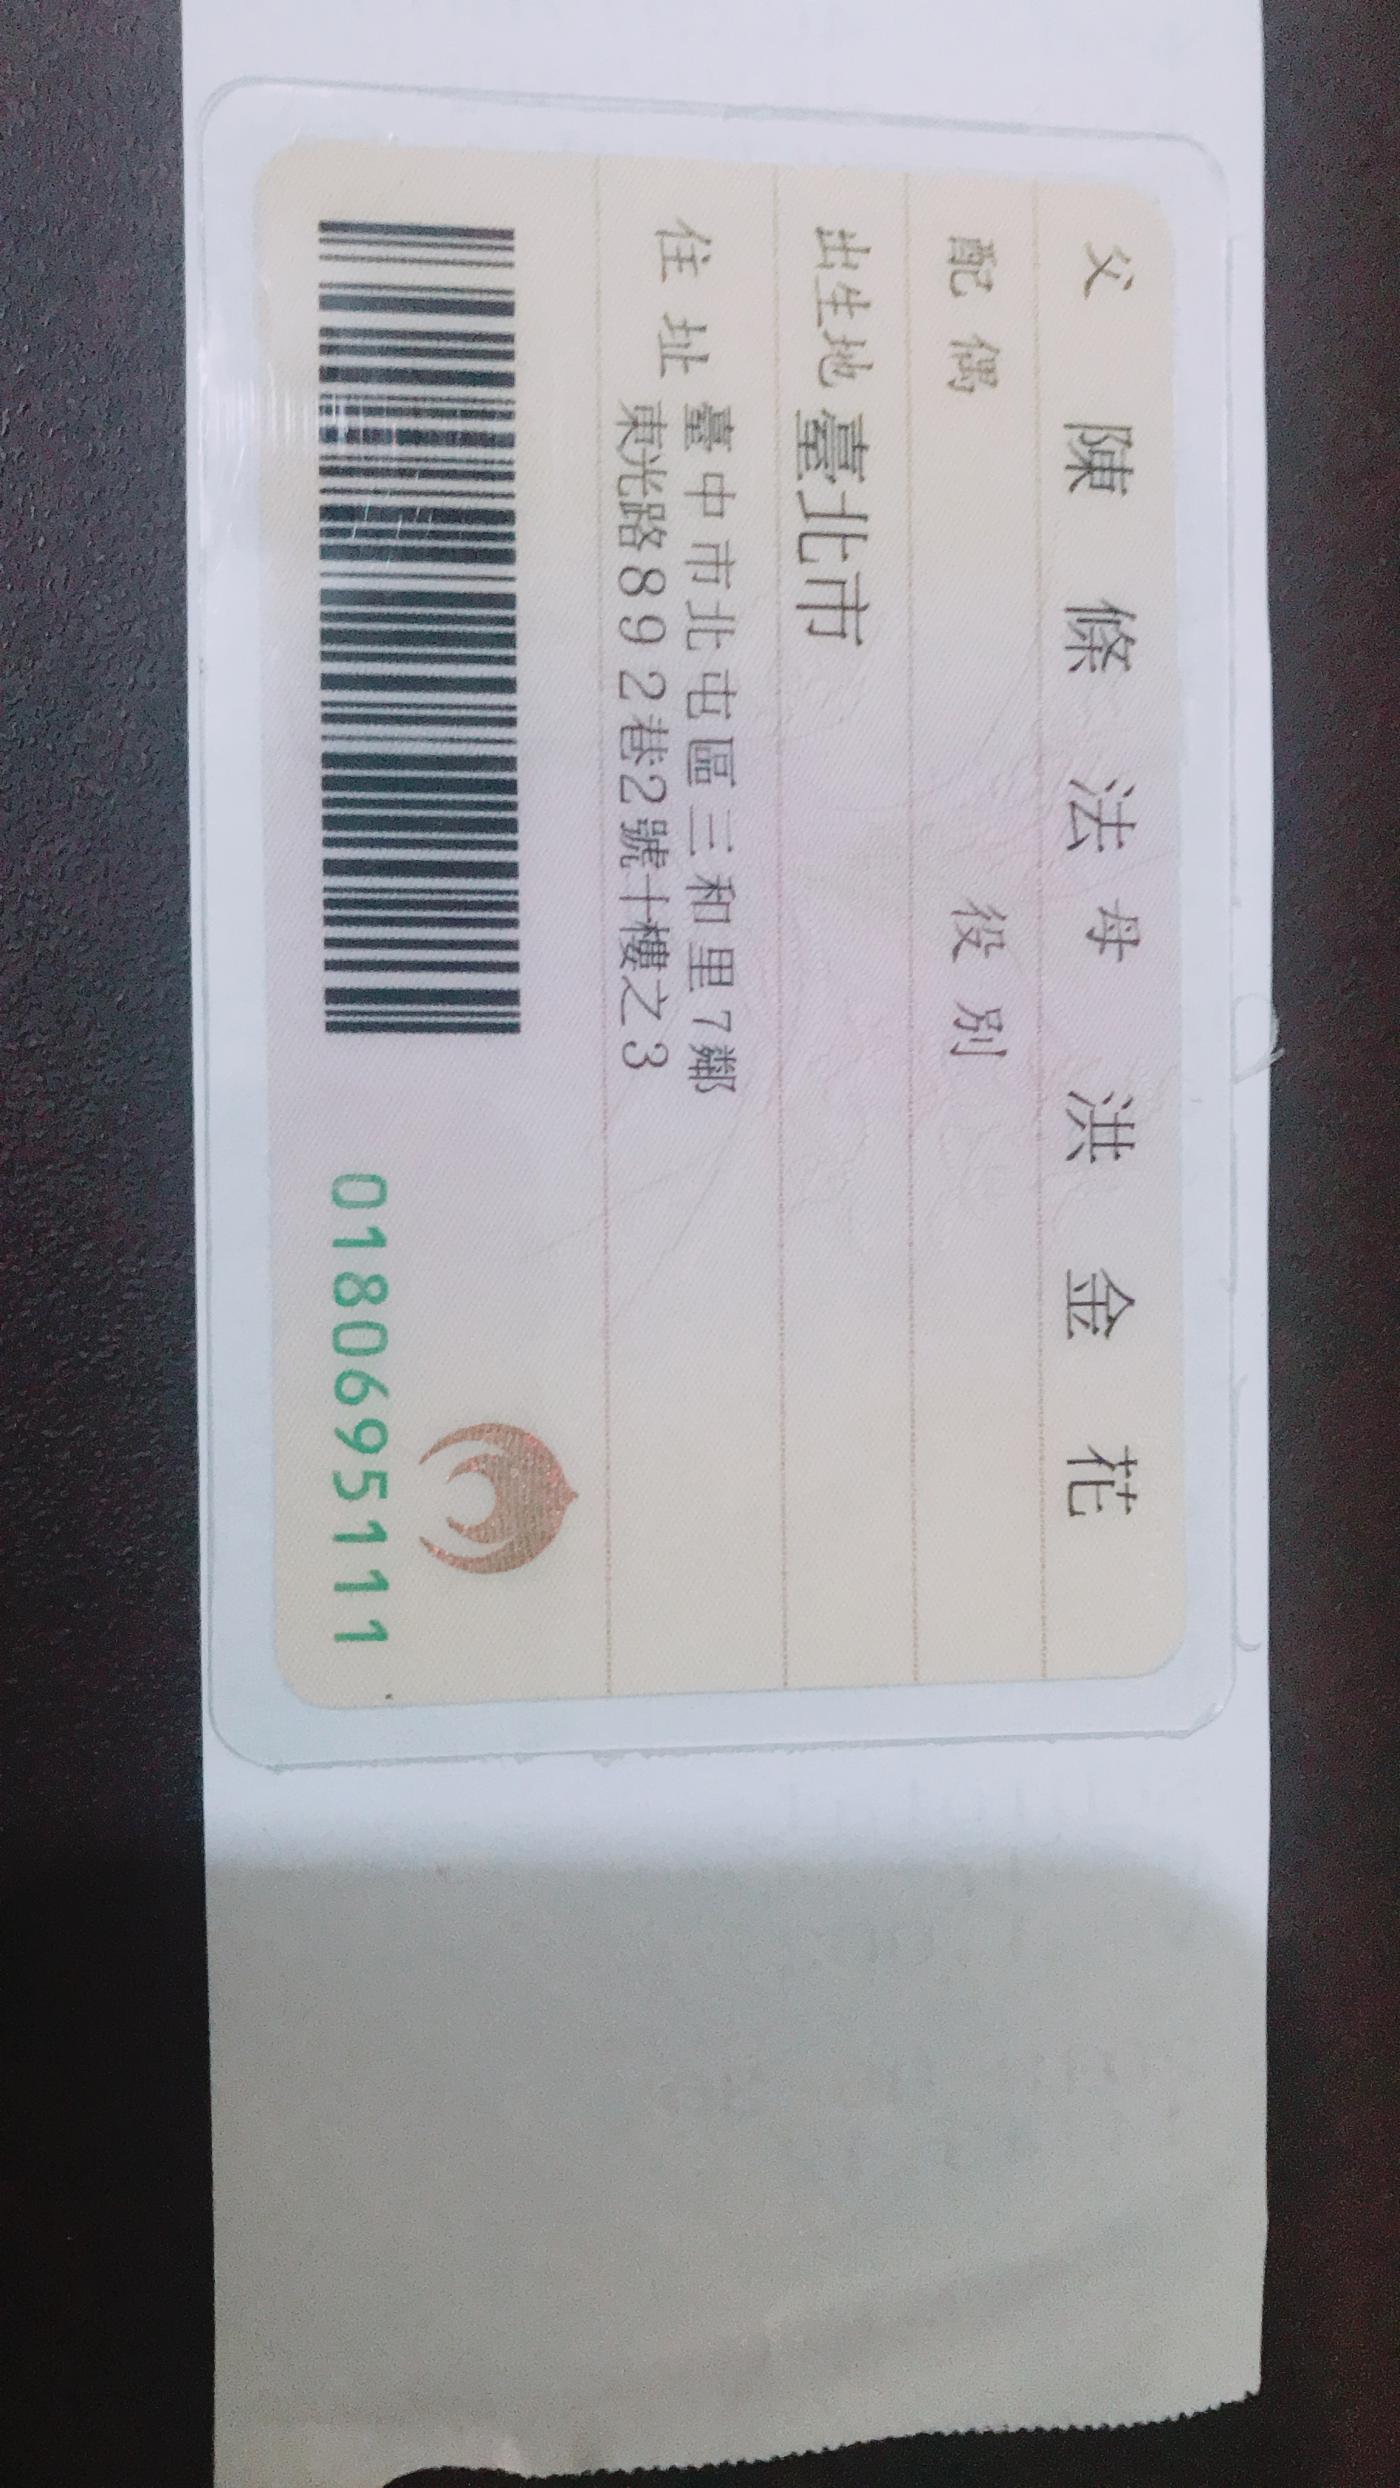 父 陳條法 母 洪金花
配偶 役別
出生地 臺北市
住址 臺中市北屯區三和里7鄰
東光路892巷2號十樓之3
0180695111